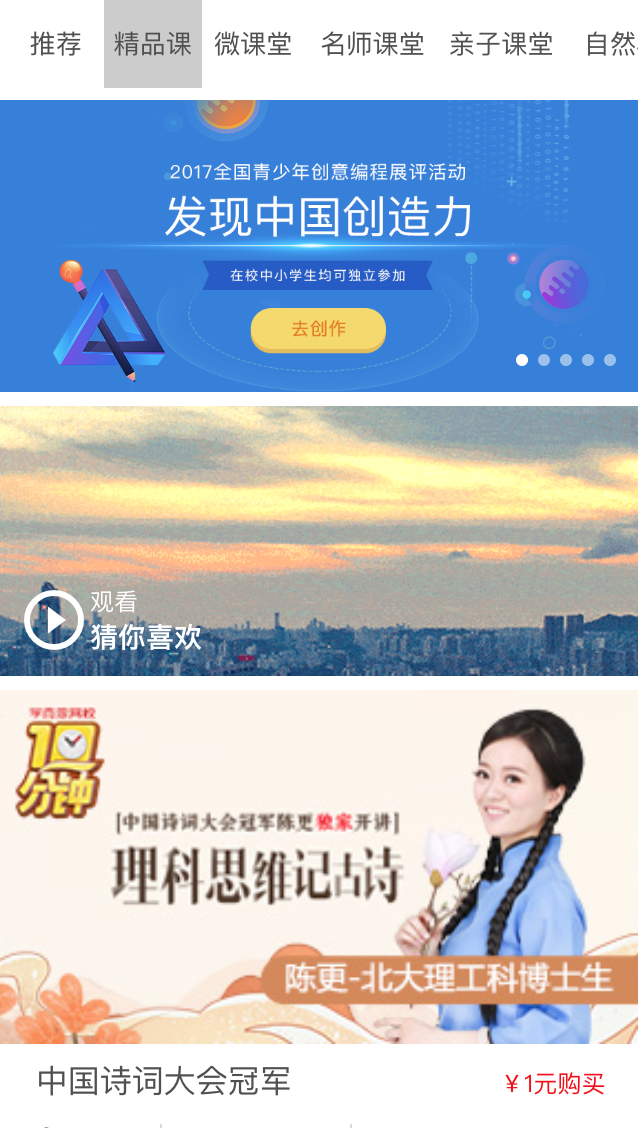 推荐 精品课 微课堂 名师课堂 亲子课堂 自然
2017全国青少年创意编程展评活动
发现中国创造力
在校中小学生均可独立参加
去创作
观看
猜你喜欢
10分钟
[中国诗词大会冠军陈更独家开讲]
理科思维记古诗
陈更-北大理工科博士生
中国诗词大会冠军 ￥1元购买